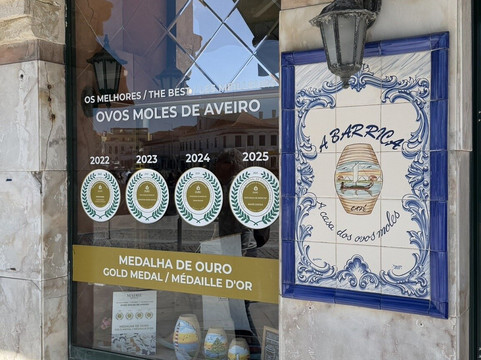 OS MELHORES / THE BEST
OVOS MOLES DE AVEIRO
2022 2023 2024 2025
MEDALHA DE OURO
GOLD MEDAL / MÉDAILLE D'OR
A BARRICA
A casa dos ovos moles